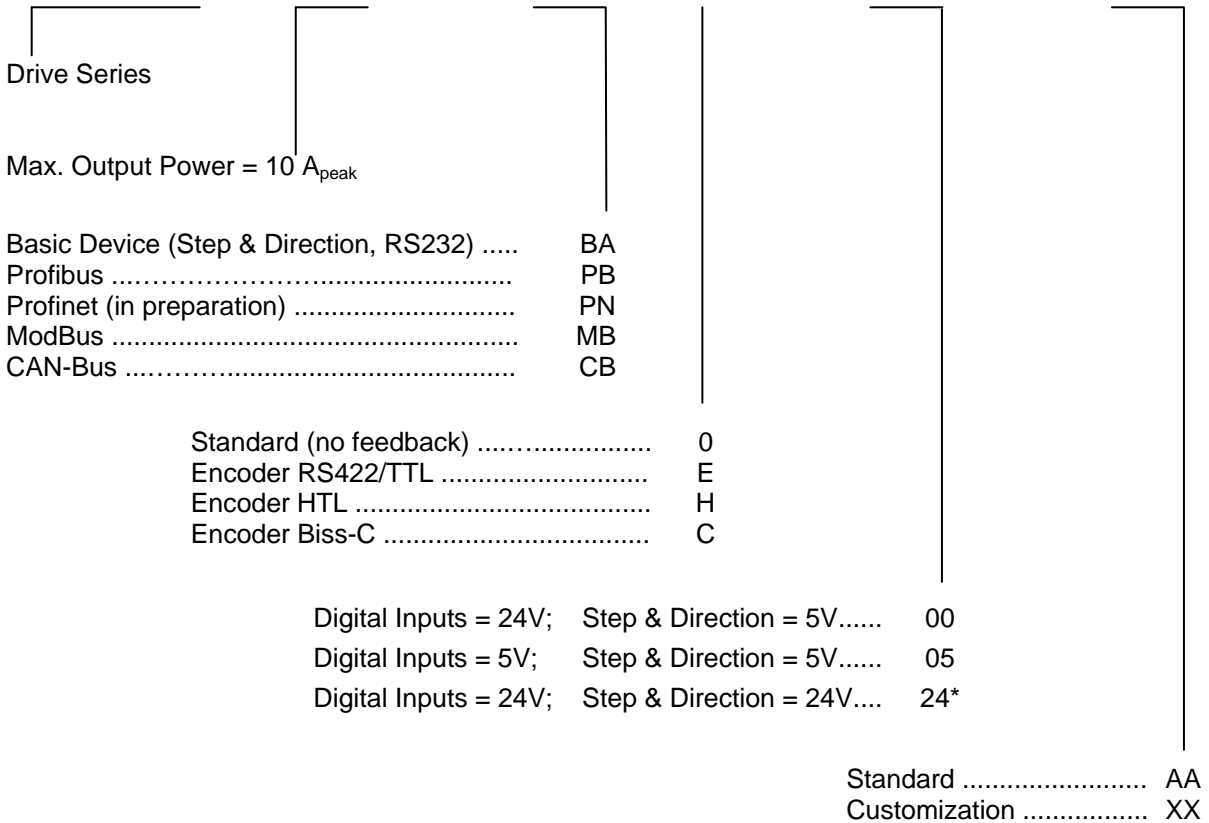 Drive Series
Max. Output Power = 10 Apeak
Basic Device (Step & Direction, RS232) ..... BA
Profibus ....…………………........................... PB
Profinet (in preparation) .............................. PN
ModBus ....................................................... MB
CAN-Bus ....………....................................... CB
Standard (no feedback) ....…................ 0
Encoder RS422/TTL ............................ E
Encoder HTL ........................................ H
Encoder Biss-C .................................... C
Digital Inputs = 24V; Step & Direction = 5V...... 00
Digital Inputs = 5V; Step & Direction = 5V...... 05
Digital Inputs = 24V; Step & Direction = 24V.... 24*
Standard ......................... AA
Customization ................. XX